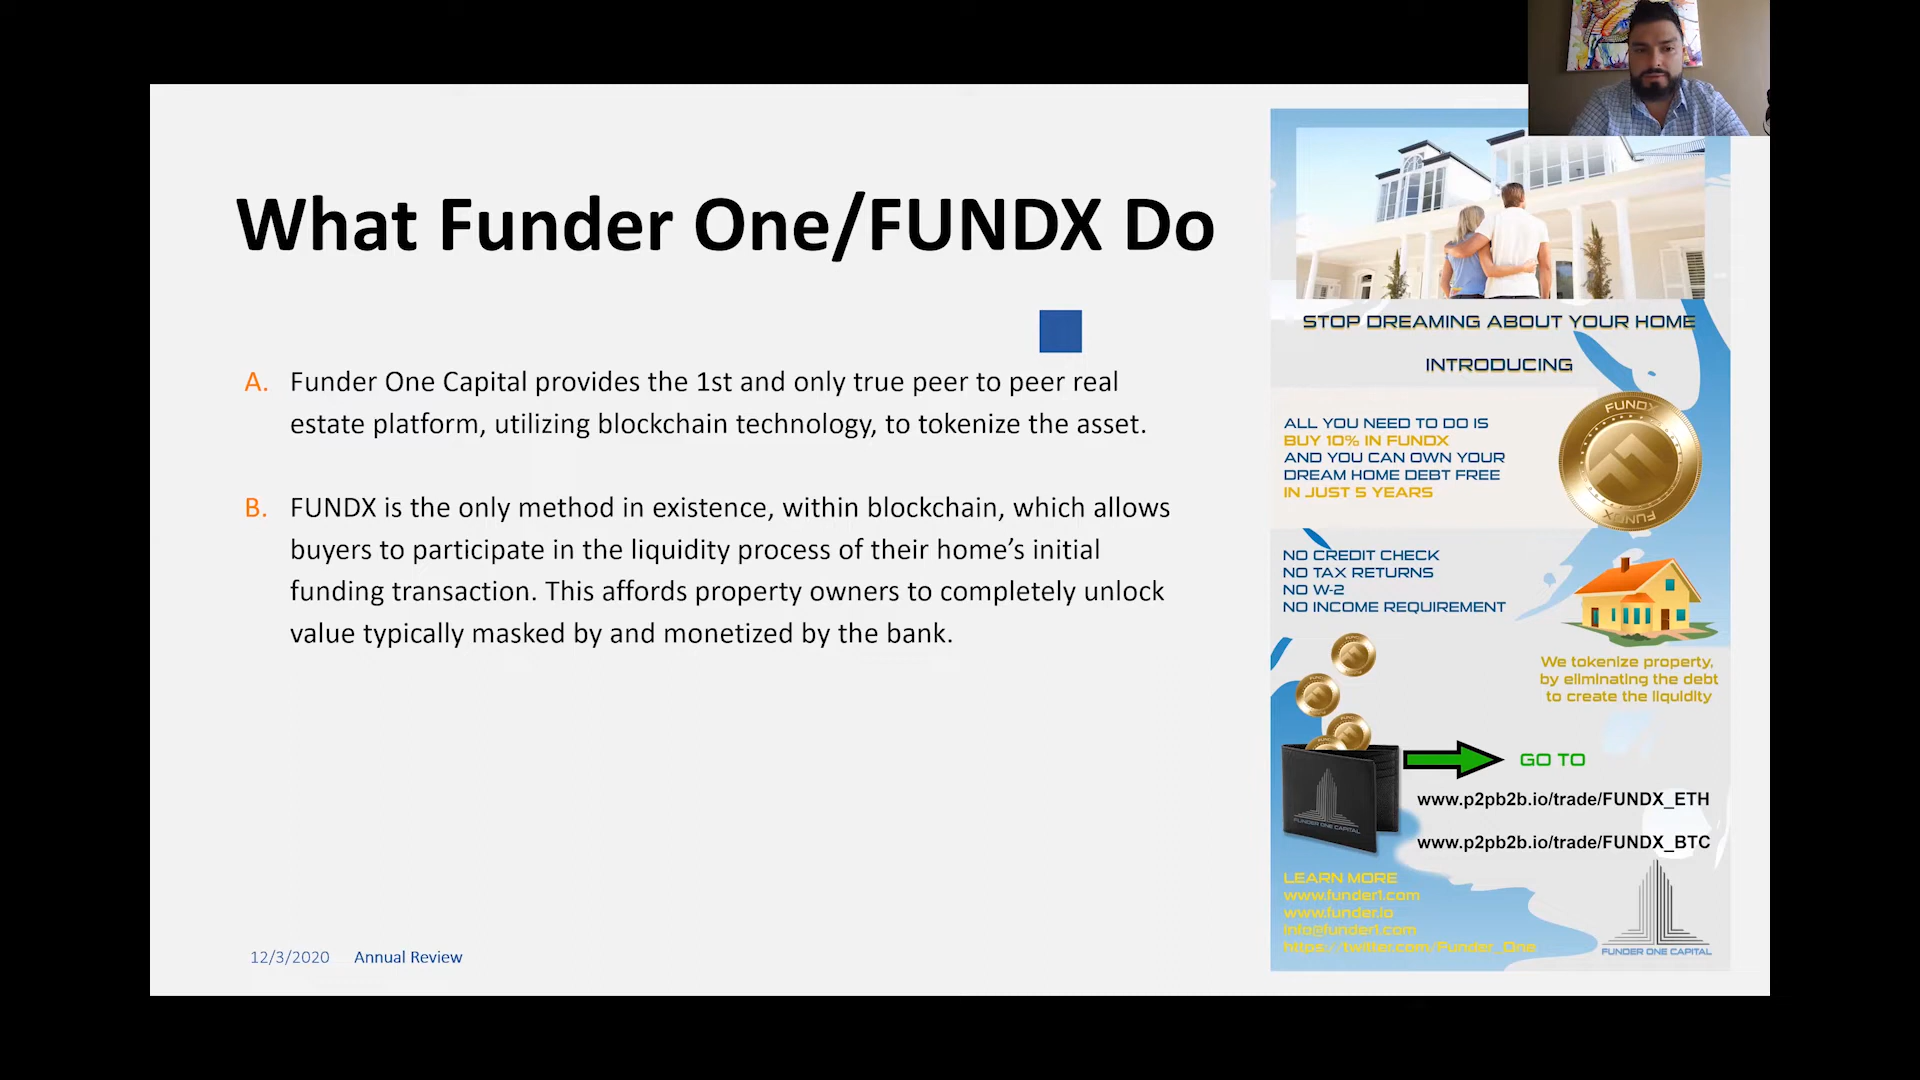 What Funder One/FUNDX Do
A. Funder One Capital provides the 1st and only true peer to peer real
estate platform, utilizing blockchain technology, to tokenize the asset.
B. FUNDX is the only method in existence, within blockchain, which allows
buyers to participate in the liquidity process of their home's initial
funding transaction. This affords property owners to completely unlock
value typically masked by and monetized by the bank.
12/3/2020 Annual Review
STOP DREAMING ABOUT YOUR HOME
INTRODUCING
ALL YOU NEED TO DO IS
BUY 10% IN FUNDX
AND YOU CAN OWN YOUR
DREAM HOME DEBT FREE
IN JUST 5 YEARS
FUNDX
FUNDX
NO CREDIT CHECK
NO TAX RETURNS
NO W-2
NO INCOME REQUIREMENT
We tokenize property,
by eliminating the debt
to create the liquidity
FUNDER ONE CAPITAL
GO TO
www.p2pb2b.io/trade/FUNDX_ETH
www.p2pb2b.io/trade/FUNDX_BTC
LEARN MORE
www.funder1.com
www.funder.io
info@funder1.com
https://twitter.com/Funder_One
FUNDER ONE CAPITAL